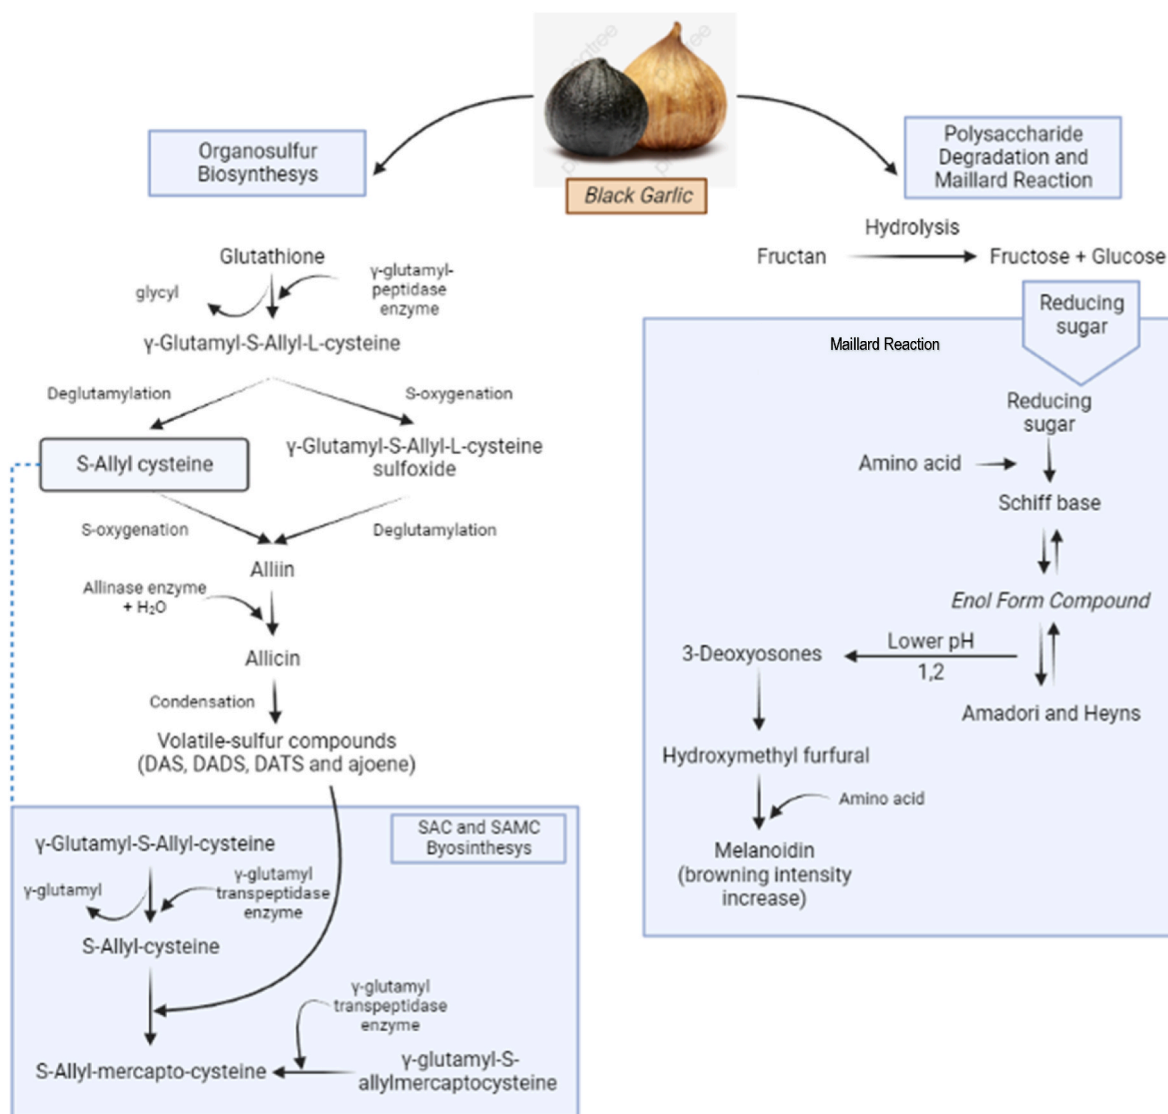 Black Garlic
Organosulfur
Biosynthesys
Glutathione
glycyl
γ-glutamyl-
peptidase
enzyme
γ-Glutamyl-S-Allyl-L-cysteine
Deglutamylation
S-oxygenation
S-Allyl cysteine
γ-Glutamyl-S-Allyl-L-cysteine
sulfoxide
S-oxygenation
Deglutamylation
Alliin
Allinase enzyme
+ H₂O
Allicin
Condensation
Volatile-sulfur compounds
(DAS, DADS, DATS and ajoene)
SAC and SAMC
Byosinthesys
γ-Glutamyl-S-Allyl-cysteine
γ-glutamyl
γ-glutamyl
transpeptidase
enzyme
S-Allyl-cysteine
γ-glutamyl
transpeptidase
enzyme
S-Allyl-mercapto-cysteine
γ-glutamyl-S-
allylmercaptocysteine
Polysaccharide
Degradation and
Maillard Reaction
Hydrolysis
Fructan
Fructose + Glucose
Reducing
sugar
Maillard Reaction
Reducing
sugar
Amino acid
Schiff base
Enol Form Compound
Lower pH
1,2
3-Deoxyosones
Amadori and Heyns
Hydroxymethyl furfural
Amino acid
Melanoidin
(browning intensity
increase)